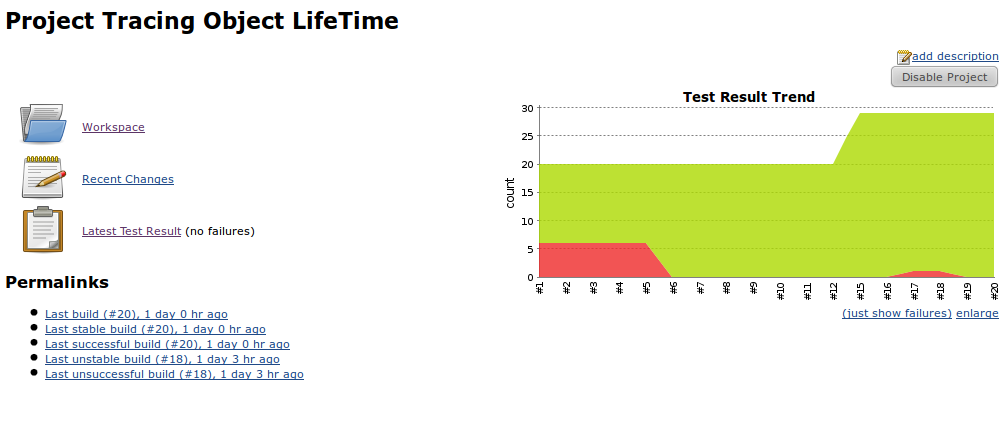 Project Tracing Object LifeTime
add description
Disable Project
Workspace
Recent Changes
Latest Test Result (no failures)
Test Result Trend
30
25
20
15
10
5
0
count
#1 #2 #3 #4 #5 #6 #7 #8 #9 #10 #11 #12 #15 #16 #17 #18 #19 #20
(just show failures) enlarge
Permalinks
Last build (#20), 1 day 0 hr ago
Last stable build (#20), 1 day 0 hr ago
Last successful build (#20), 1 day 0 hr ago
Last unstable build (#18), 1 day 3 hr ago
Last unsuccessful build (#18), 1 day 3 hr ago